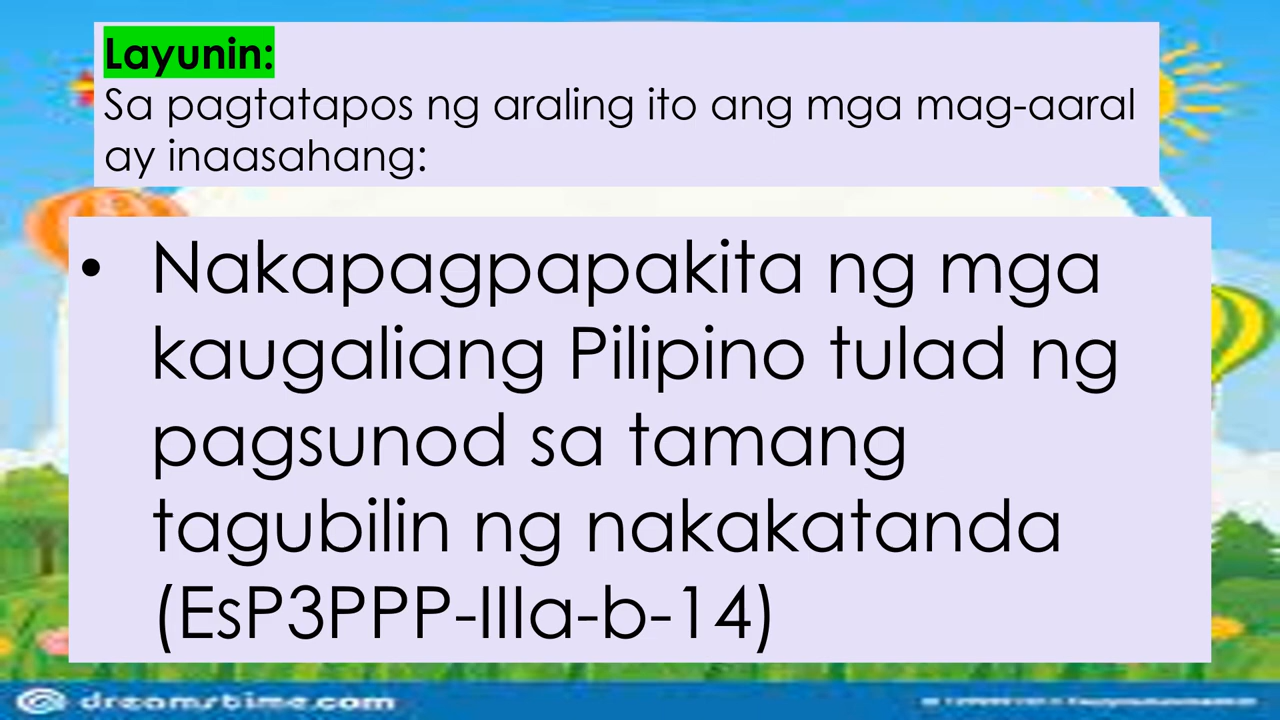 Layunin:
Sa pagtatapos ng araling ito ang mga mag-aaral
ay inaasahang:
• Nakapagpapakita ng mga
kaugaliang Pilipino tulad ng
pagsunod sa tamang
tagubilin ng nakakatanda
(EsP3PPP-IIIa-b-14)
dreamstime.com